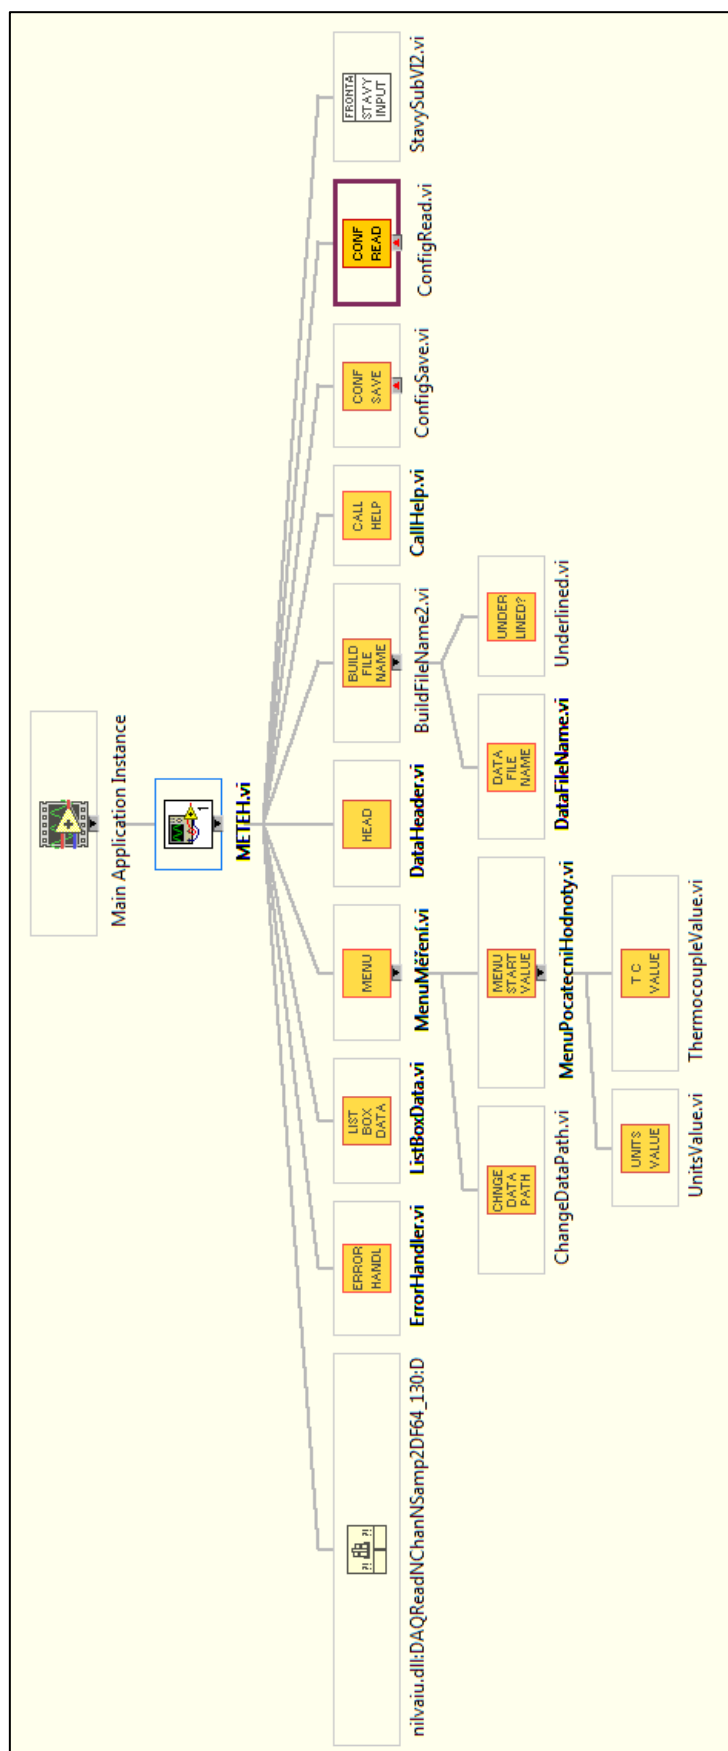 Main Application Instance
1
METEH.vi
?!
?!
nilvaiu.dll:DAQReadNChanNSamp2DF64_130:D
ERROR
HANDL
ErrorHandler.vi
LIST
BOX
DATA
ListBoxData.vi
MENU
MenuMěření.vi
HEAD
DataHeader.vi
BUILD
FILE
NAME
BuildFileName2.vi
CALL
HELP
CallHelp.vi
CONF
SAVE
ConfigSave.vi
CONF
READ
ConfigRead.vi
FRONTA
STAVY
INPUT
StavySubVI2.vi
CHNGE
DATA
PATH
ChangeDataPath.vi
MENU
START
VALUE
MenuPocatecniHodnoty.vi
DATA
FILE
NAME
DataFileName.vi
UNDER
LINED?
Underlined.vi
UNITS
VALUE
UnitsValue.vi
T C
VALUE
ThermocoupleValue.vi